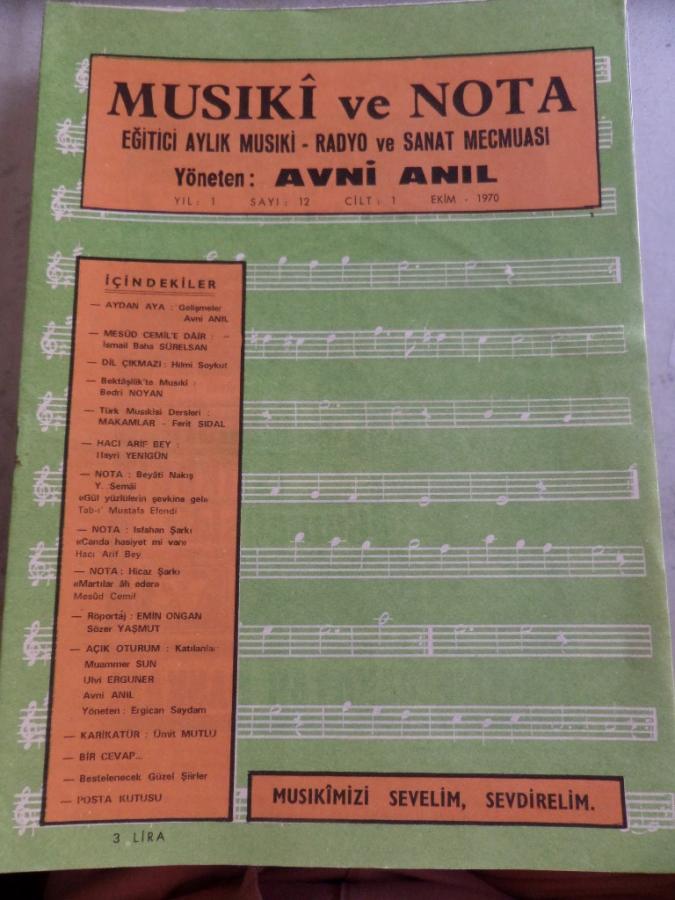 MUSIKÎ ve NOTA
EĞİTİCİ AYLIK MUSIKİ - RADYO ve SANAT MECMUASI
Yöneten : AVNİ ANIL
YIL : 1 SAYI : 12 CİLT : 1 EKİM - 1970
İÇİNDEKİLER
— AYDAN AYA : Gelişmeler
Avni ANIL
— MESÛD CEMİL'E DÂİR : -
İsmail Baha SÜRELSAN
— DİL ÇIKMAZI : Hilmi Soykut
— Bektâşîlik'te Musıkî :
Bedri NOYAN
— Türk Musıkîsi Dersleri :
MAKAMLAR - Ferit SIDAL
— HACI ARİF BEY :
Hayri YENİGÜN
— NOTA : Beyâti Nakış
Y. Semâi
«Gül yüzlülerin şevkine gel»
Tab-ı' Mustafa Efendi
— NOTA : Isfahan Şarkı
«Canda hasiyet mi var»
Hacı Arif Bey
— NOTA : Hicaz Şarkı
«Martılar âh eder»
Mesûd Cemil
— Röportáj : EMİN ONGAN
Sözer YAŞMUT
— AÇIK OTURUM : Katılanlar
Muammer SUN
Ulvi ERGUNER
Avni ANIL
Yöneten : Ergican Saydam
— KARİKATÜR : Ümit MUTLU
— BİR CEVAP...
— Bestelenecek Güzel Şiirler
— POSTA KUTUSU
MUSIKÎMİZİ SEVELİM, SEVDİRELİM.
3 LİRA